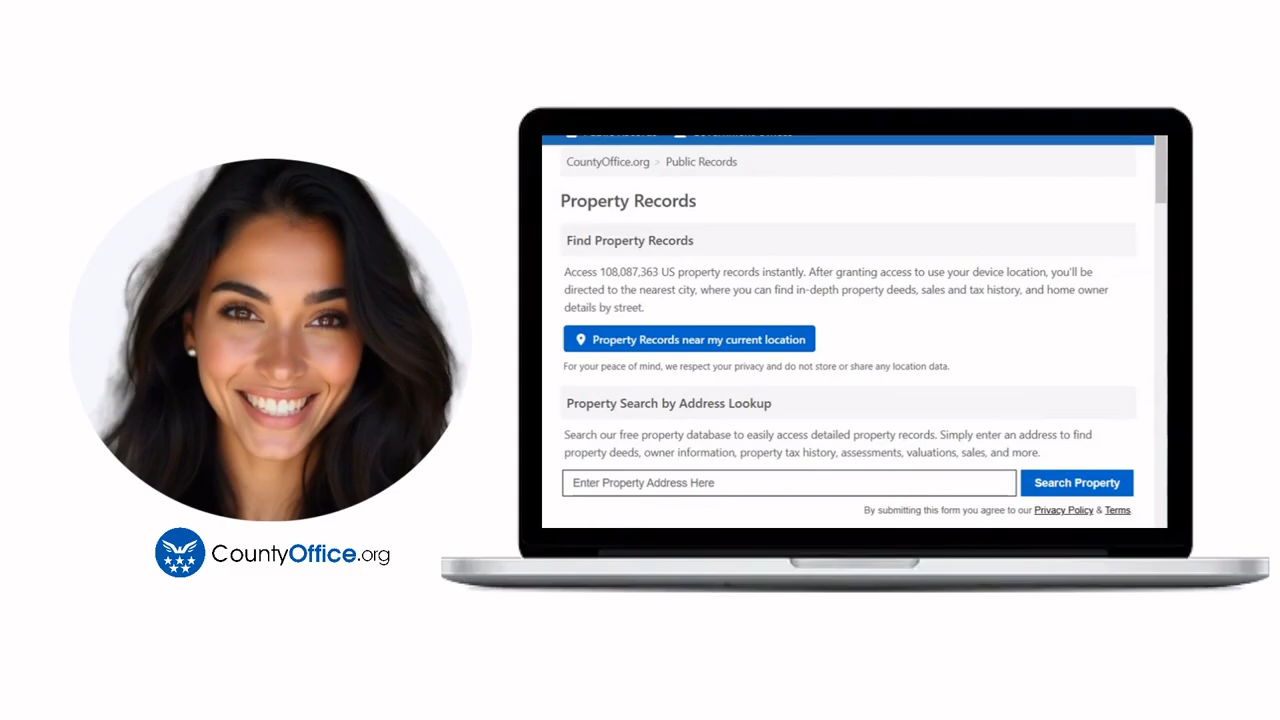 CountyOffice.org > Public Records
Property Records
Find Property Records
Access 108,087,363 US property records instantly. After granting access to use your device location, you'll be
directed to the nearest city, where you can find in-depth property deeds, sales and tax history, and home owner
details by street.
Property Records near my current location
For your peace of mind, we respect your privacy and do not store or share any location data.
Property Search by Address Lookup
Search our free property database to easily access detailed property records. Simply enter an address to find
property deeds, owner information, property tax history, assessments, valuations, sales, and more.
Enter Property Address Here
Search Property
By submitting this form you agree to our Privacy Policy & Terms
CountyOffice.org